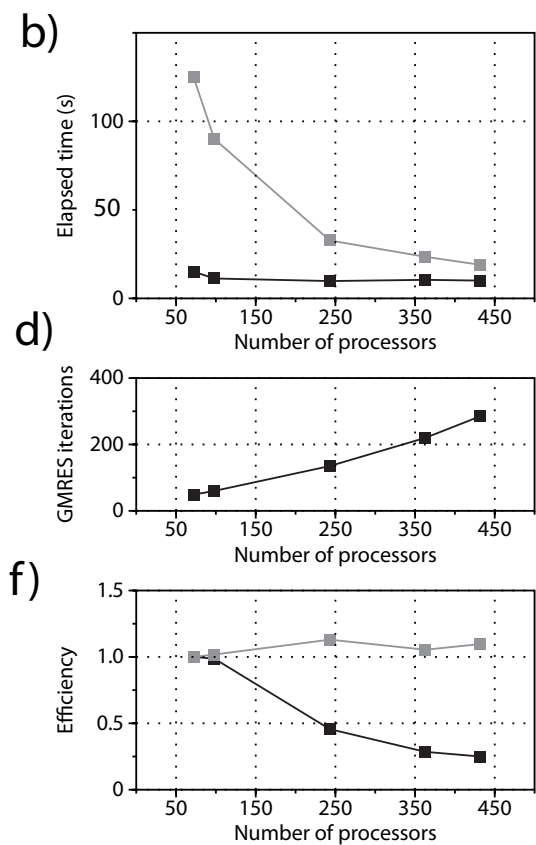 b)
Elapsed time (s)
100
50
0
50 150 250 350 450
Number of processors
d)
GMRES iterations
400
200
0
50 150 250 350 450
Number of processors
f)
Efficiency
1.5
1.0
0.5
0
50 150 250 350 450
Number of processors